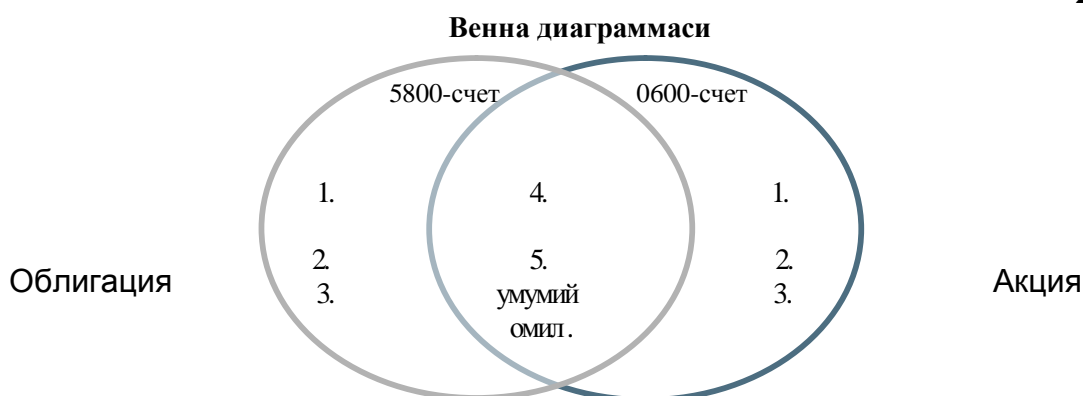 Венна диаграммаси
5800-счет 0600-счет
1. 4. 1.
2. 5. 2.
Облигация 3. умумий 3. Акция
омил.